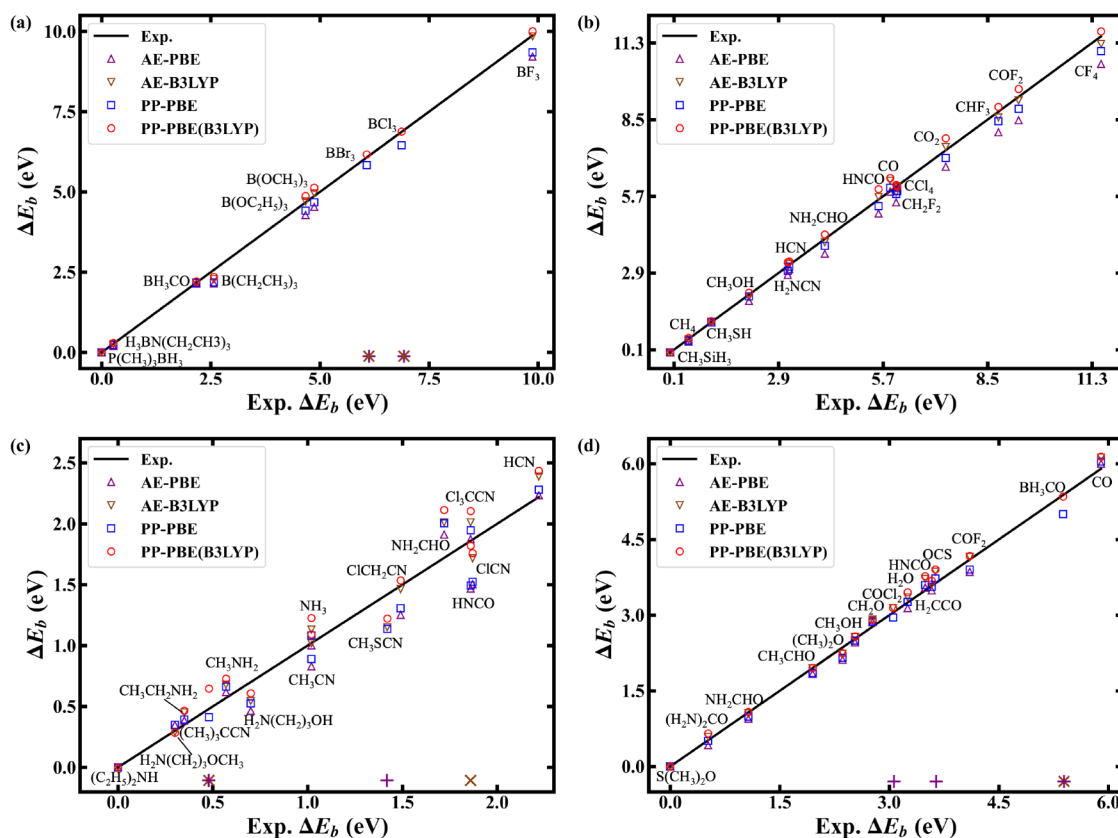 (a)
10.0
7.5
5.0
2.5
0.0
ΔE_b (eV)
Exp.
AE-PBE
AE-B3LYP
PP-PBE
PP-PBE(B3LYP)
BF₃
BCl₃
BBr₃
B(OCH₃)₃
B(OC₂H₅)₃
BH₃CO
B(CH₂CH₃)₃
H₃BN(CH₂CH3)₃
P(CH₃)₃BH₃
0.0 2.5 5.0 7.5 10.0
Exp. ΔE_b (eV)
(b)
11.3
8.5
5.7
2.9
0.1
ΔE_b (eV)
Exp.
AE-PBE
AE-B3LYP
PP-PBE
PP-PBE(B3LYP)
COF₂
CF₄
CHF₃
CO₂
CO
HNCO
CCl₄
CH₂F₂
NH₂CHO
HCN
H₂NCN
CH₃OH
CH₄
CH₃SH
CH₃SiH₃
0.1 2.9 5.7 8.5 11.3
Exp. ΔE_b (eV)
(c)
2.5
2.0
1.5
1.0
0.5
0.0
ΔE_b (eV)
Exp.
AE-PBE
AE-B3LYP
PP-PBE
PP-PBE(B3LYP)
HCN
Cl₃CCN
NH₂CHO
ClCH₂CN
ClCN
HNCO
NH₃
CH₃SCN
CH₃CN
CH₃NH₂
CH₃CH₂NH₂
H₂N(CH₂)₃OH
(CH₃)₃CCN
H₂N(CH₂)₃OCH₃
(C₂H₅)₂NH
0.0 0.5 1.0 1.5 2.0
Exp. ΔE_b (eV)
(d)
6.0
4.5
3.0
1.5
0.0
ΔE_b (eV)
Exp.
AE-PBE
AE-B3LYP
PP-PBE
PP-PBE(B3LYP)
BH₃CO
CO
COF₂
OCS
HNCO
H₂O
H₂CCO
COCl₂
CH₂O
CH₃OH
(CH₃)₂O
CH₃CHO
NH₂CHO
(H₂N)₂CO
S(CH₃)₂O
0.0 1.5 3.0 4.5 6.0
Exp. ΔE_b (eV)